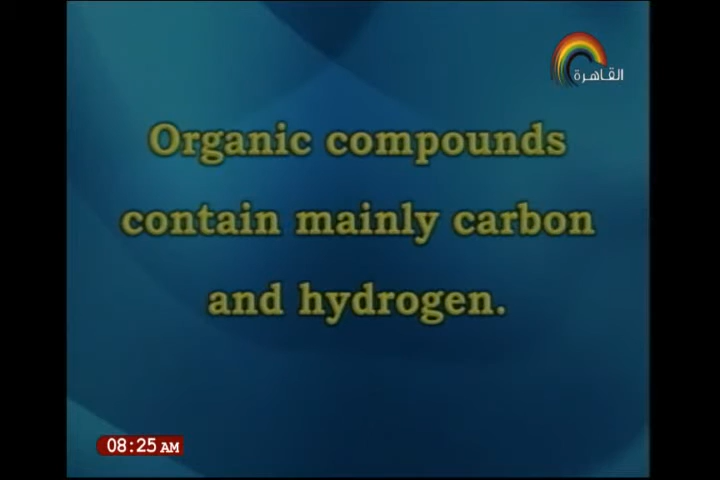 القاهرة
Organic compounds
contain mainly carbon
and hydrogen.
08:25 AM